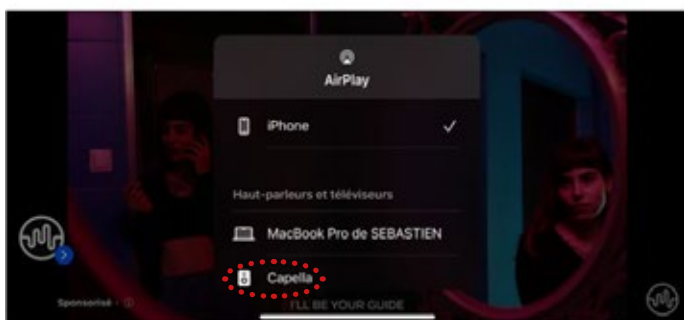 AirPlay
iPhone
Haut-parleurs et téléviseurs
MacBook Pro de SEBASTIEN
Capella
Sponsorisé ·
I'LL BE YOUR GUIDE